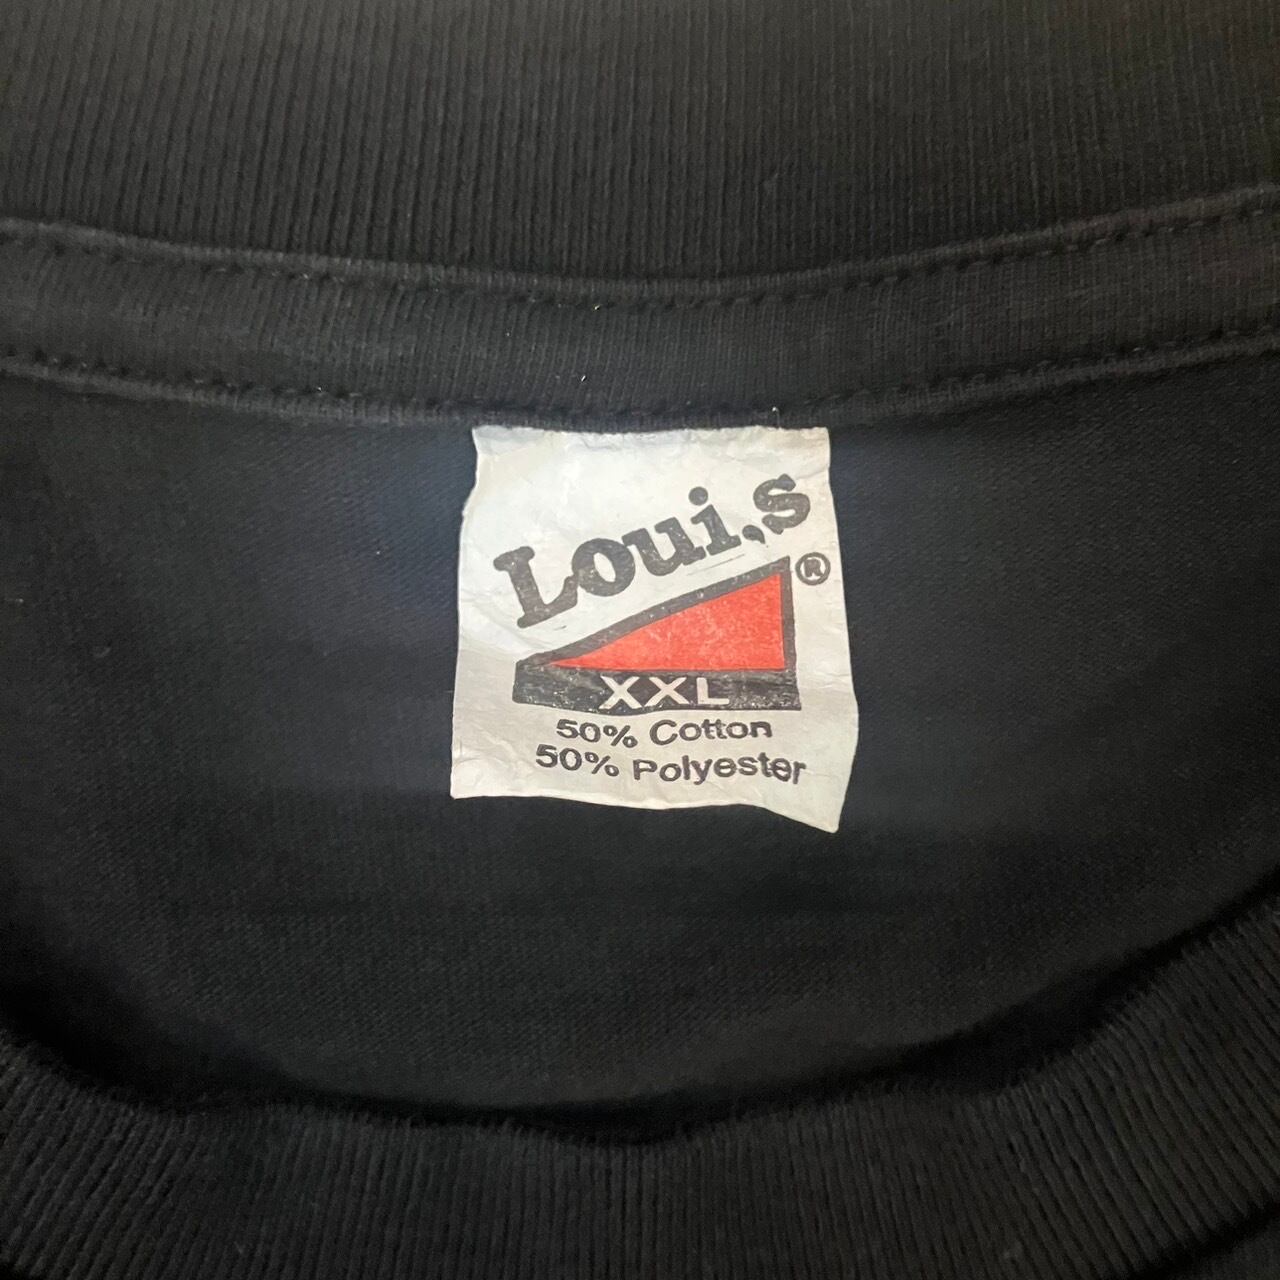 Loui,s
®
XXL
50% Cotton
50% Polyester